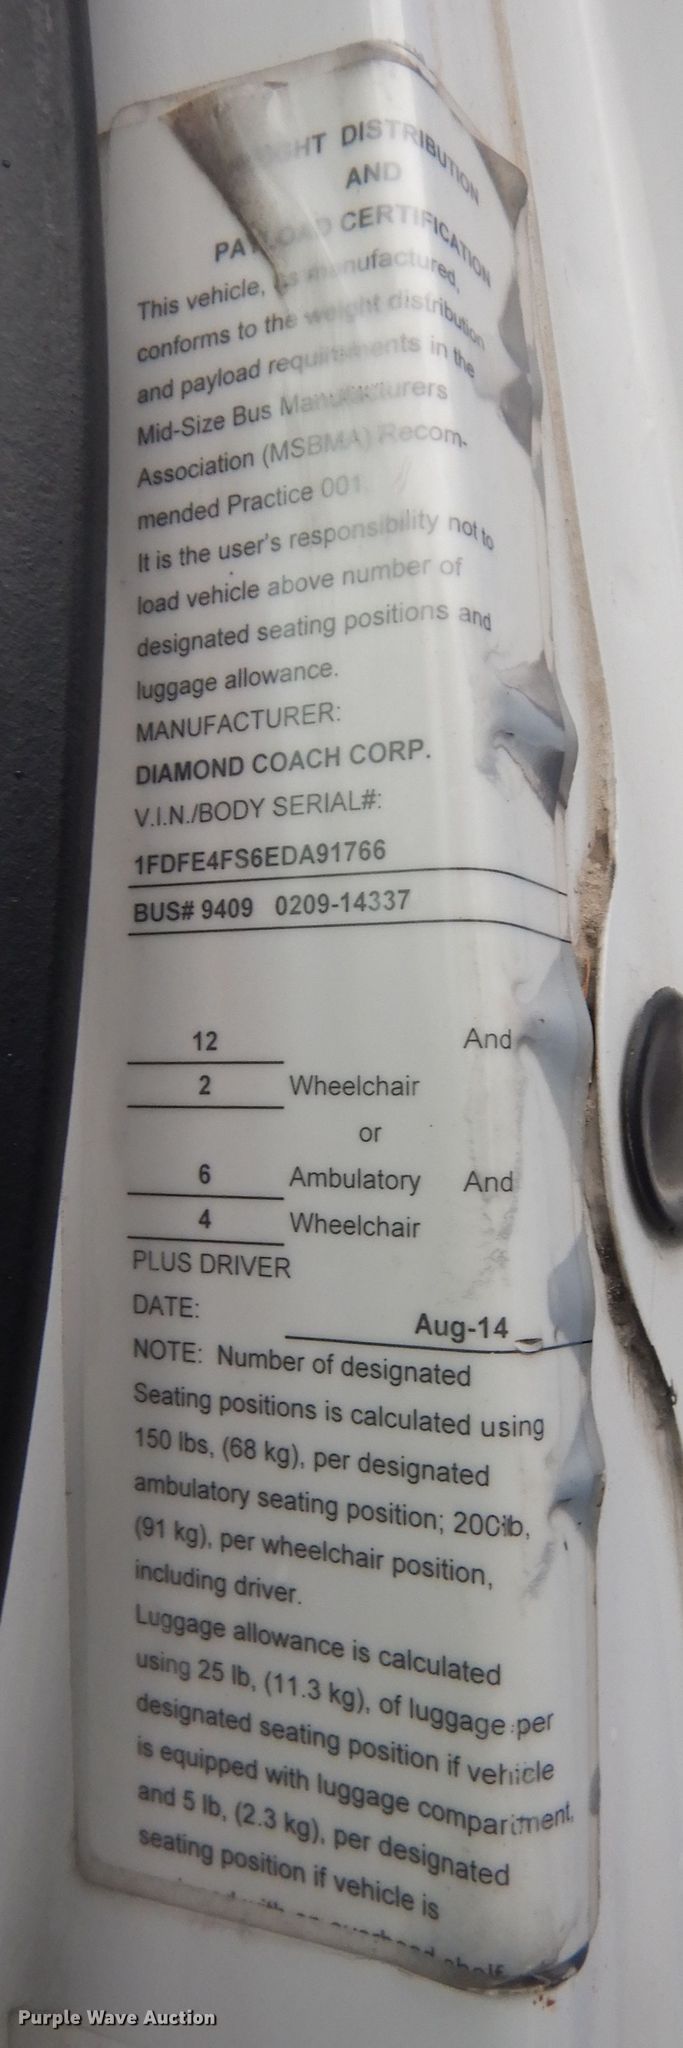 GHT DISTRIBUTION
AND
PAYLOAD CERTIFICATION
This vehicle, as manufactured,
conforms to the weight distribution
and payload requirements in the
Mid-Size Bus Manufacturers
Association (MSBMA) Recom-
mended Practice 001.
It is the user's responsibility not to
load vehicle above number of
designated seating positions and
luggage allowance.
MANUFACTURER:
DIAMOND COACH CORP.
V.I.N./BODY SERIAL#:
1FDFE4FS6EDA91766
BUS# 9409 0209-14337
12 And
2 Wheelchair
or
6 Ambulatory And
4 Wheelchair
PLUS DRIVER
DATE: Aug-14
NOTE: Number of designated
Seating positions is calculated using
150 lbs, (68 kg), per designated
ambulatory seating position; 200lb,
(91 kg), per wheelchair position,
including driver.
Luggage allowance is calculated
using 25 lb, (11.3 kg), of luggage per
designated seating position if vehicle
is equipped with luggage compartment,
and 5 lb, (2.3 kg), per designated
seating position if vehicle is
with an overhead shelf
Purple Wave Auction